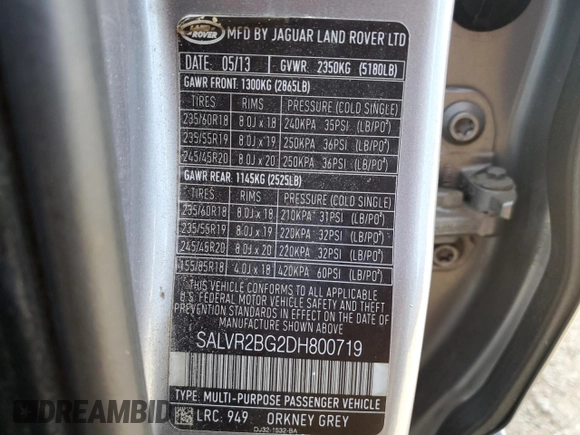 LAND ROVER
MFD BY JAGUAR LAND ROVER LTD
DATE: 05/13 GVWR: 2350KG (5180LB)
GAWR FRONT: 1300KG (2865LB)
TIRES RIMS PRESSURE (COLD SINGLE)
235/60R18 8.0J x 18 240KPA 35PSI (LB/PO²)
235/55R19 8.0J x 19 250KPA 36PSI (LB/PO²)
245/45R20 8.0J x 20 250KPA 36PSI (LB/PO²)
GAWR REAR: 1145KG (2525LB)
TIRES RIMS PRESSURE (COLD SINGLE)
235/60R18 8.0J x 18 210KPA 31PSI (LB/PO²)
235/55R19 8.0J x 19 220KPA 32PSI (LB/PO²)
245/45R20 8.0J x 20 220KPA 32PSI (LB/PO²)
155/85R18 4.0J x 18 420KPA 60PSI (LB/PO²)
THIS VEHICLE CONFORMS TO ALL APPLICABLE
U.S. FEDERAL MOTOR VEHICLE SAFETY AND THEFT
PREVENTION STANDARDS IN EFFECT ON THE DATE
OF MANUFACTURE SHOWN ABOVE.
SALVR2BG2DH800719
TYPE: MULTI-PURPOSE PASSENGER VEHICLE
LRC: 949 ORKNEY GREY
DJ32-1532-BA
DREAMBID